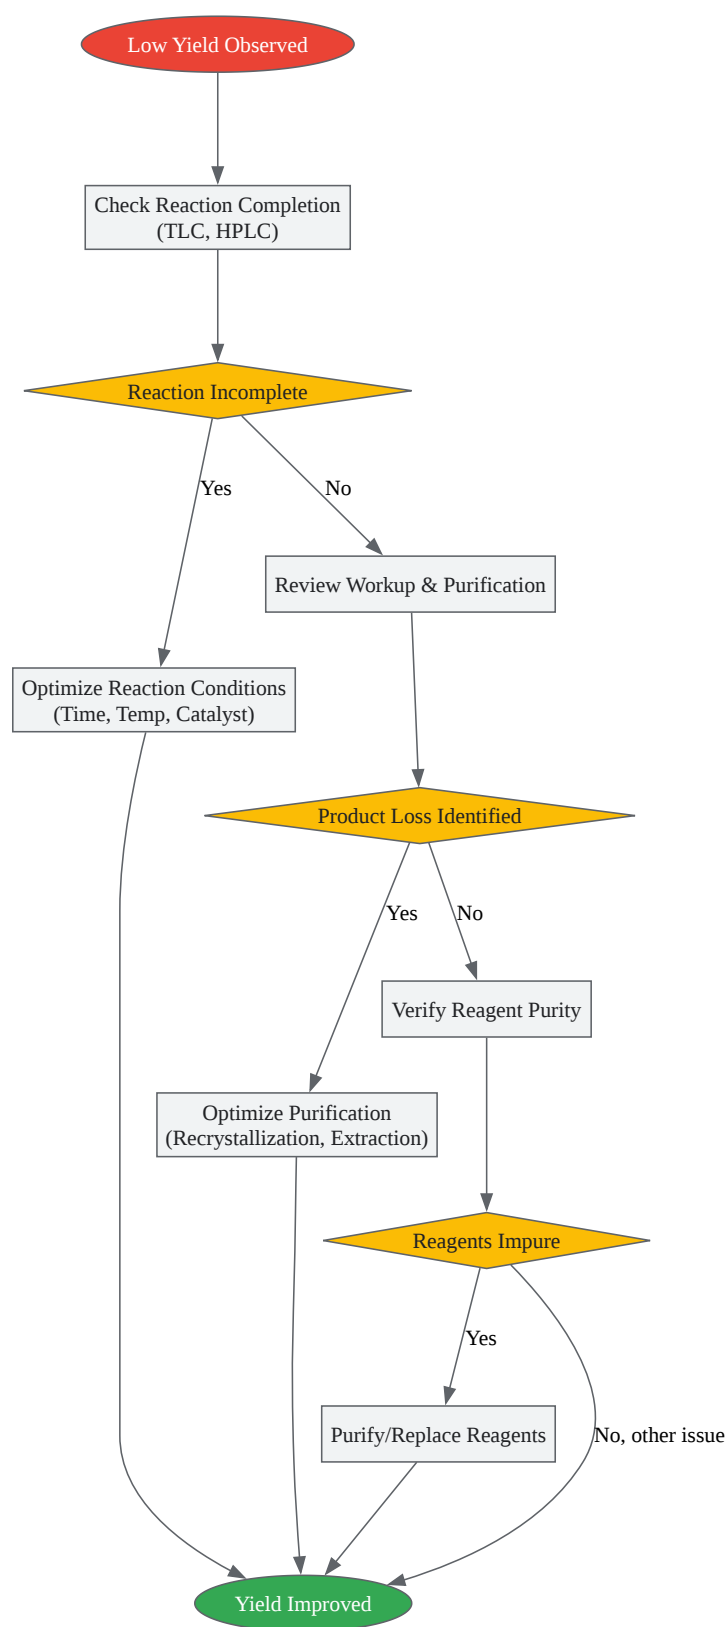 Low Yield Observed
Check Reaction Completion
(TLC, HPLC)
Reaction Incomplete
Yes
No
Review Workup & Purification
Optimize Reaction Conditions
(Time, Temp, Catalyst)
Product Loss Identified
Yes
No
Verify Reagent Purity
Optimize Purification
(Recrystallization, Extraction)
Reagents Impure
Yes
Purify/Replace Reagents
No, other issue
Yield Improved